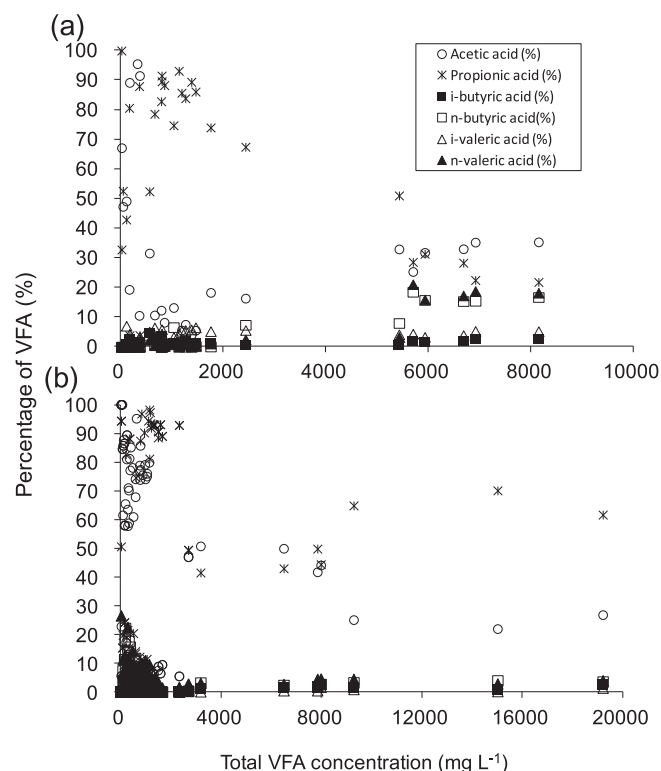 (a)
100
90
80
70
60
50
40
30
20
10
0
Acetic acid (%)
Propionic acid (%)
i-butyric acid (%)
n-butyric acid(%)
i-valeric acid (%)
n-valeric acid (%)
0 2000 4000 6000 8000 10000
Percentage of VFA (%)
(b)
100
90
80
70
60
50
40
30
20
10
0
0 4000 8000 12000 16000 20000
Total VFA concentration (mg L-1)